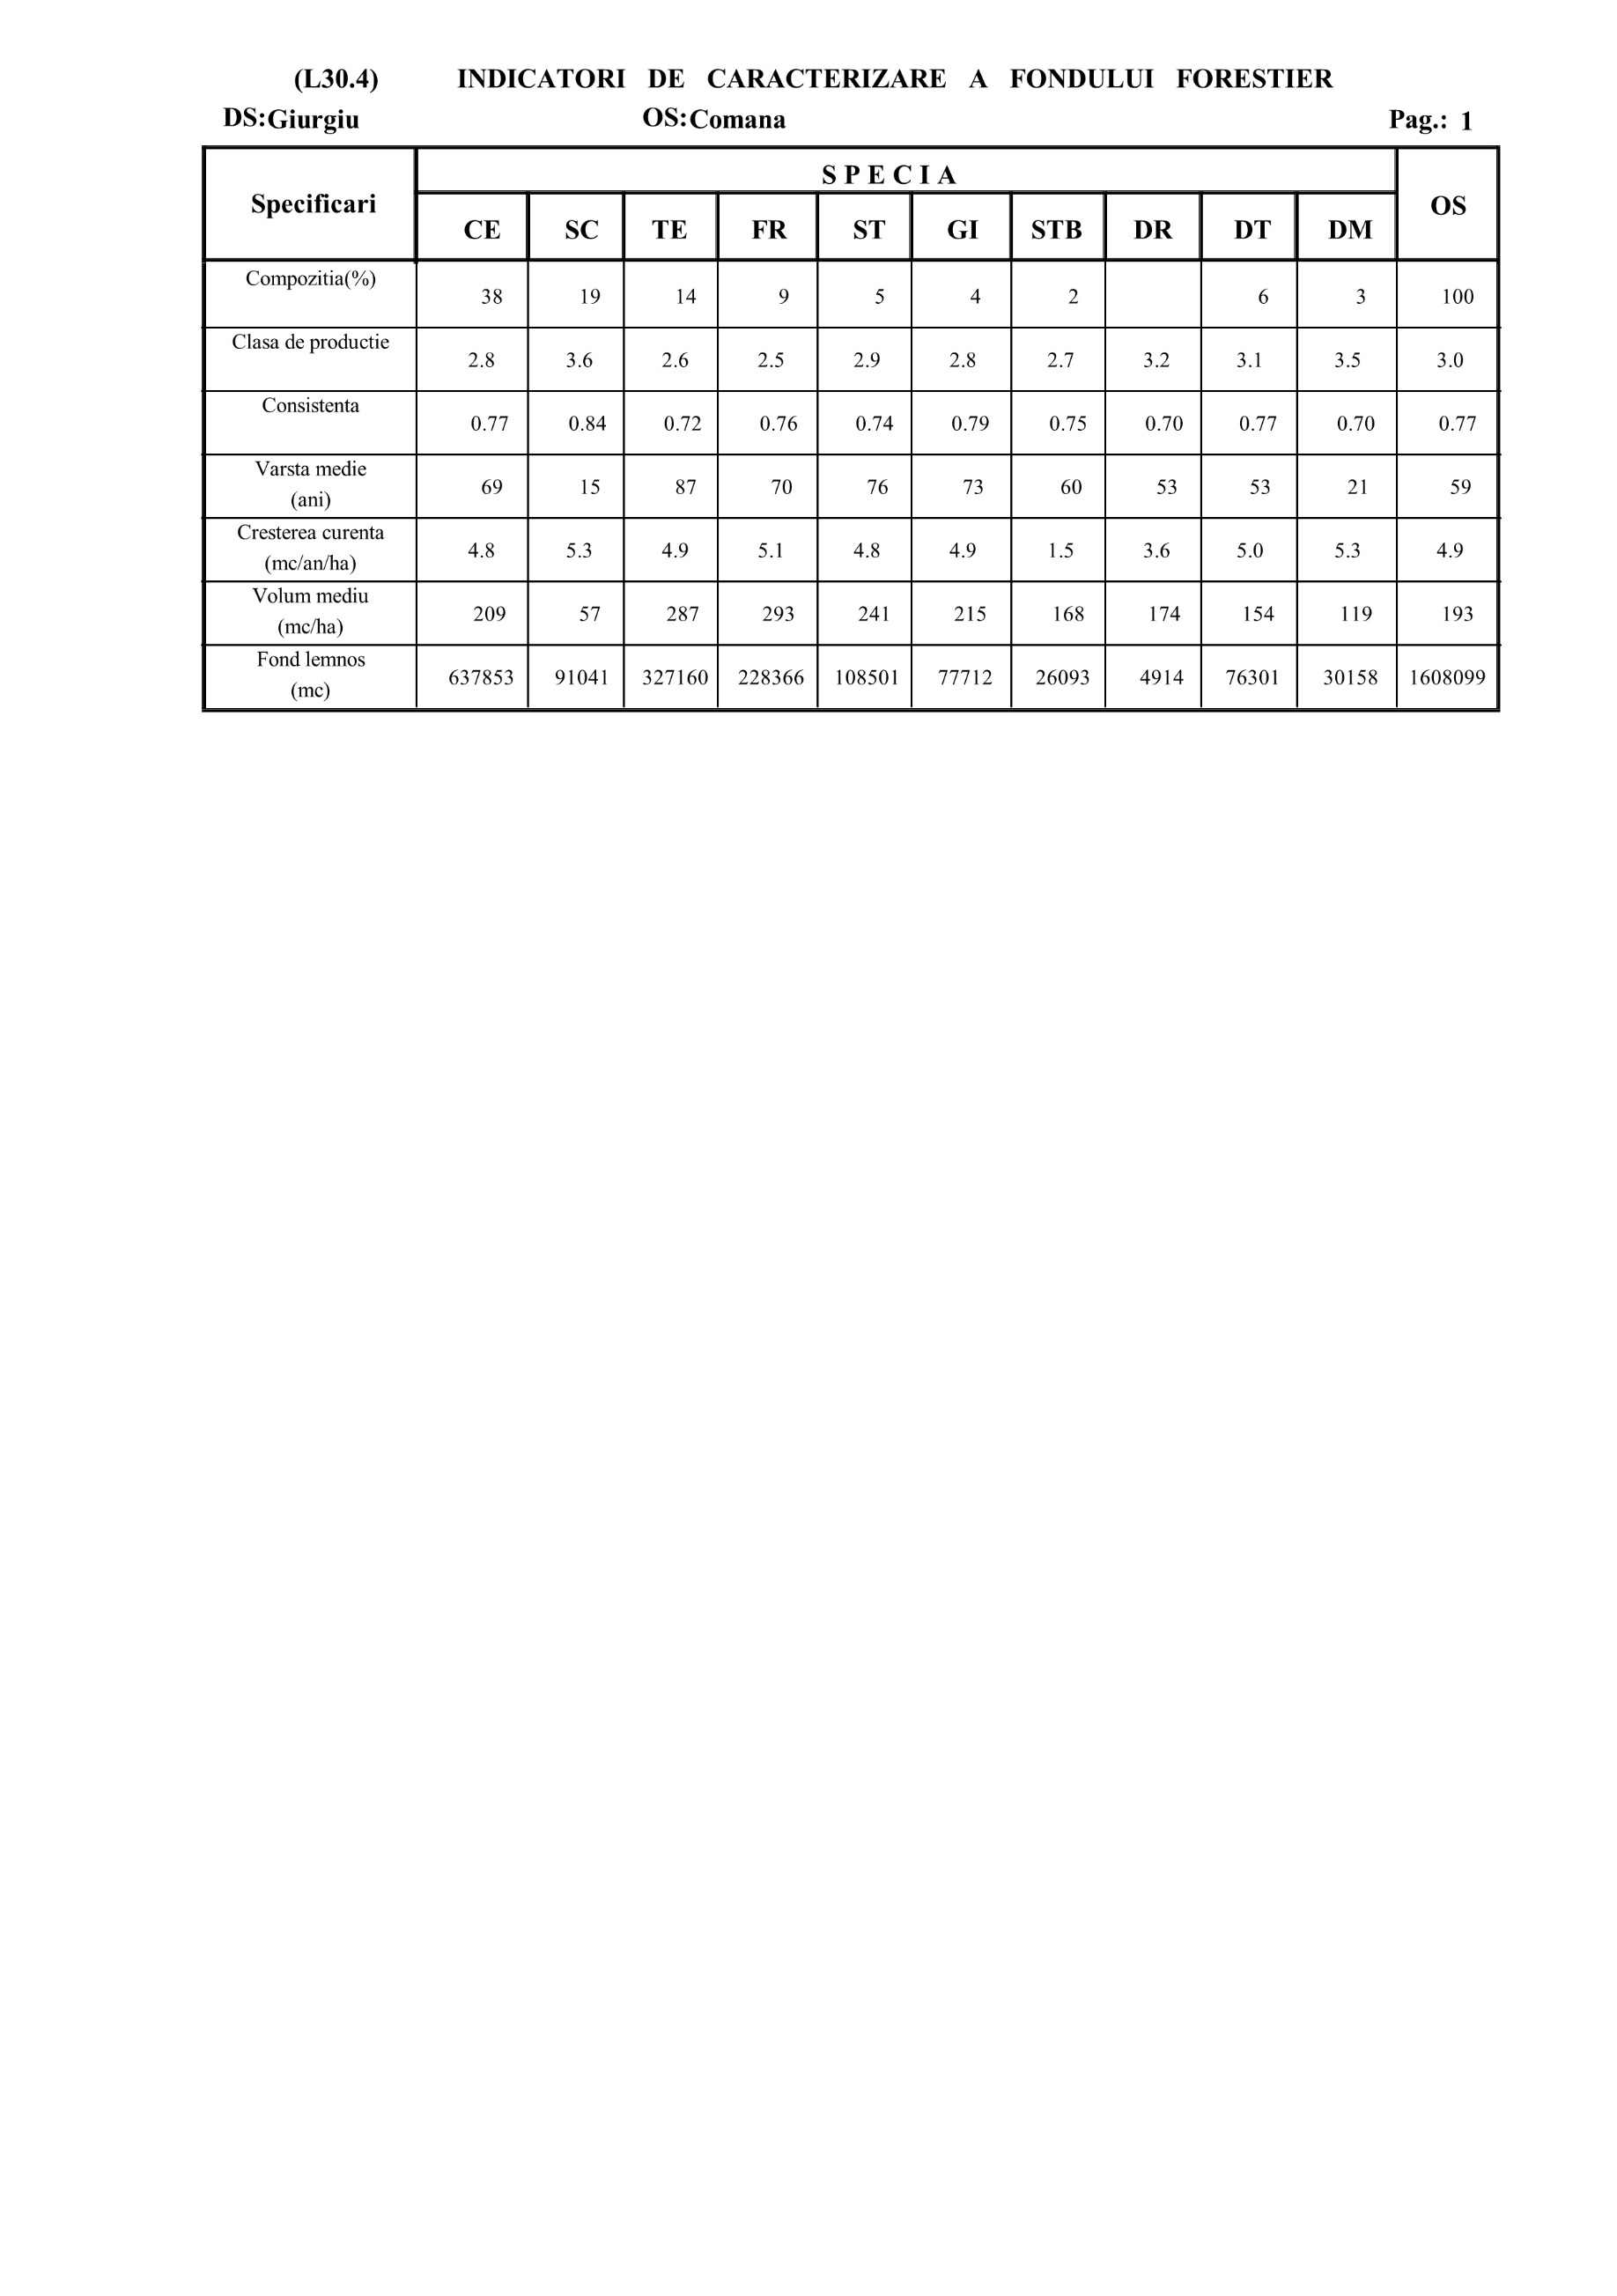 (L30.4) INDICATORI DE CARACTERIZARE A FONDULUI FORESTIER
DS:Giurgiu OS:Comana Pag.: 1
Specificari S P E C I A OS
CE SC TE FR ST GI STB DR DT DM
Compozitia(%) 38 19 14 9 5 4 2 6 3 100
Clasa de productie 2.8 3.6 2.6 2.5 2.9 2.8 2.7 3.2 3.1 3.5 3.0
Consistenta 0.77 0.84 0.72 0.76 0.74 0.79 0.75 0.70 0.77 0.70 0.77
Varsta medie
(ani) 69 15 87 70 76 73 60 53 53 21 59
Cresterea curenta
(mc/an/ha) 4.8 5.3 4.9 5.1 4.8 4.9 1.5 3.6 5.0 5.3 4.9
Volum mediu
(mc/ha) 209 57 287 293 241 215 168 174 154 119 193
Fond lemnos
(mc) 637853 91041 327160 228366 108501 77712 26093 4914 76301 30158 1608099